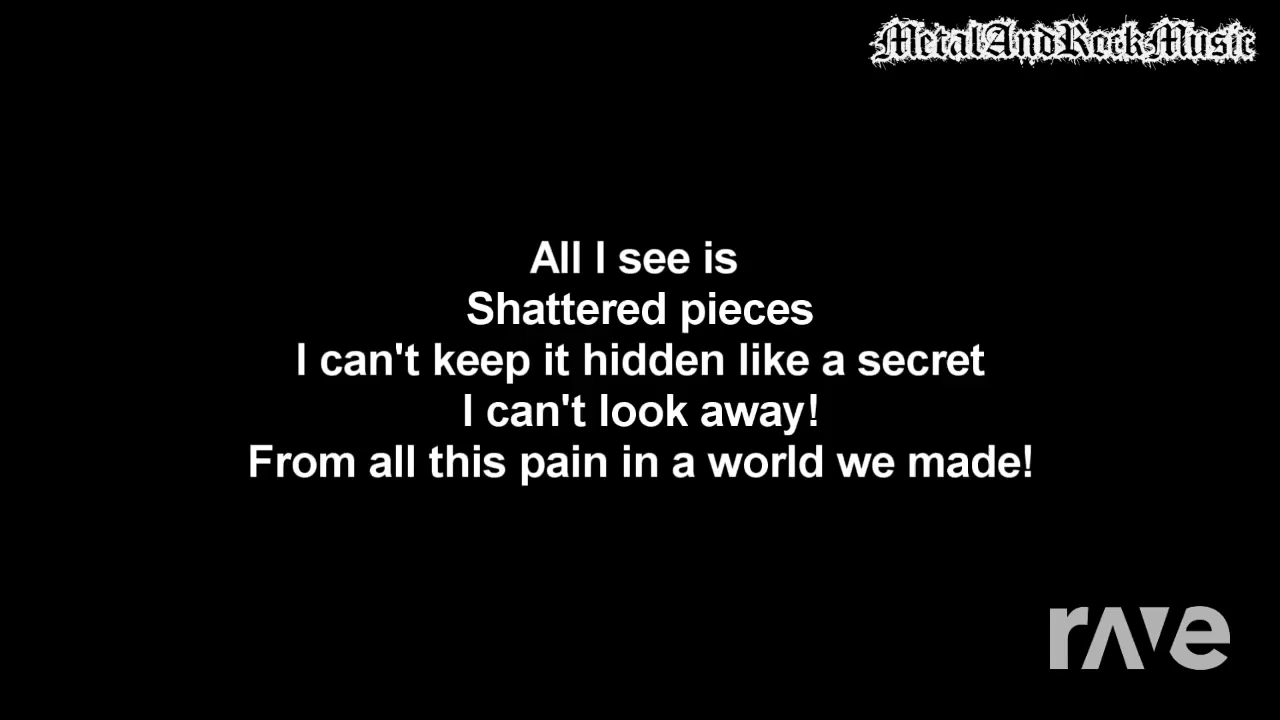 MetalAndRockMusic
All I see is
Shattered pieces
I can't keep it hidden like a secret
I can't look away!
From all this pain in a world we made!
rave